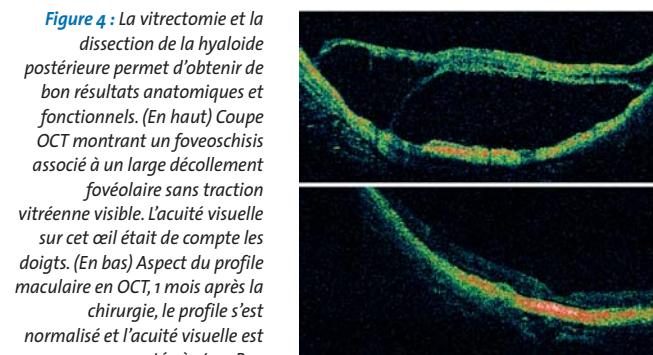 Figure 4 : La vitrectomie et la
dissection de la hyaloide
postérieure permet d'obtenir de
bon résultats anatomiques et
fonctionnels. (En haut) Coupe
OCT montrant un foveoschisis
associé à un large décollement
fovéolaire sans traction
vitréenne visible. L'acuité visuelle
sur cet œil était de compte les
doigts. (En bas) Aspect du profile
maculaire en OCT, 1 mois après la
chirurgie, le profile s'est
normalisé et l'acuité visuelle est